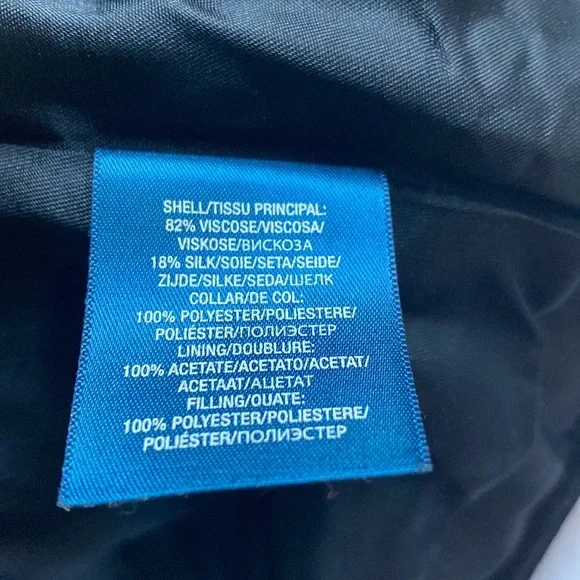 SHELL/TISSU PRINCIPAL:
82% VISCOSE/VISCOSA/
VISKOSE/ВИСКОЗА
18% SILK/SOIE/SETA/SEIDE/
ZIJDE/SILKE/SEDA/ШЕЛК
COLLAR/DE COL:
100% POLYESTER/POLIESTERE/
POLIÉSTER/ПОЛИЭСТЕР
LINING/DOUBLURE:
100% ACETATE/ACETATO/ACETAT/
ACETAAT/АЦЕТАТ
FILLING/OUATE:
100% POLYESTER/POLIESTERE/
POLIÉSTER/ПОЛИЭСТЕР